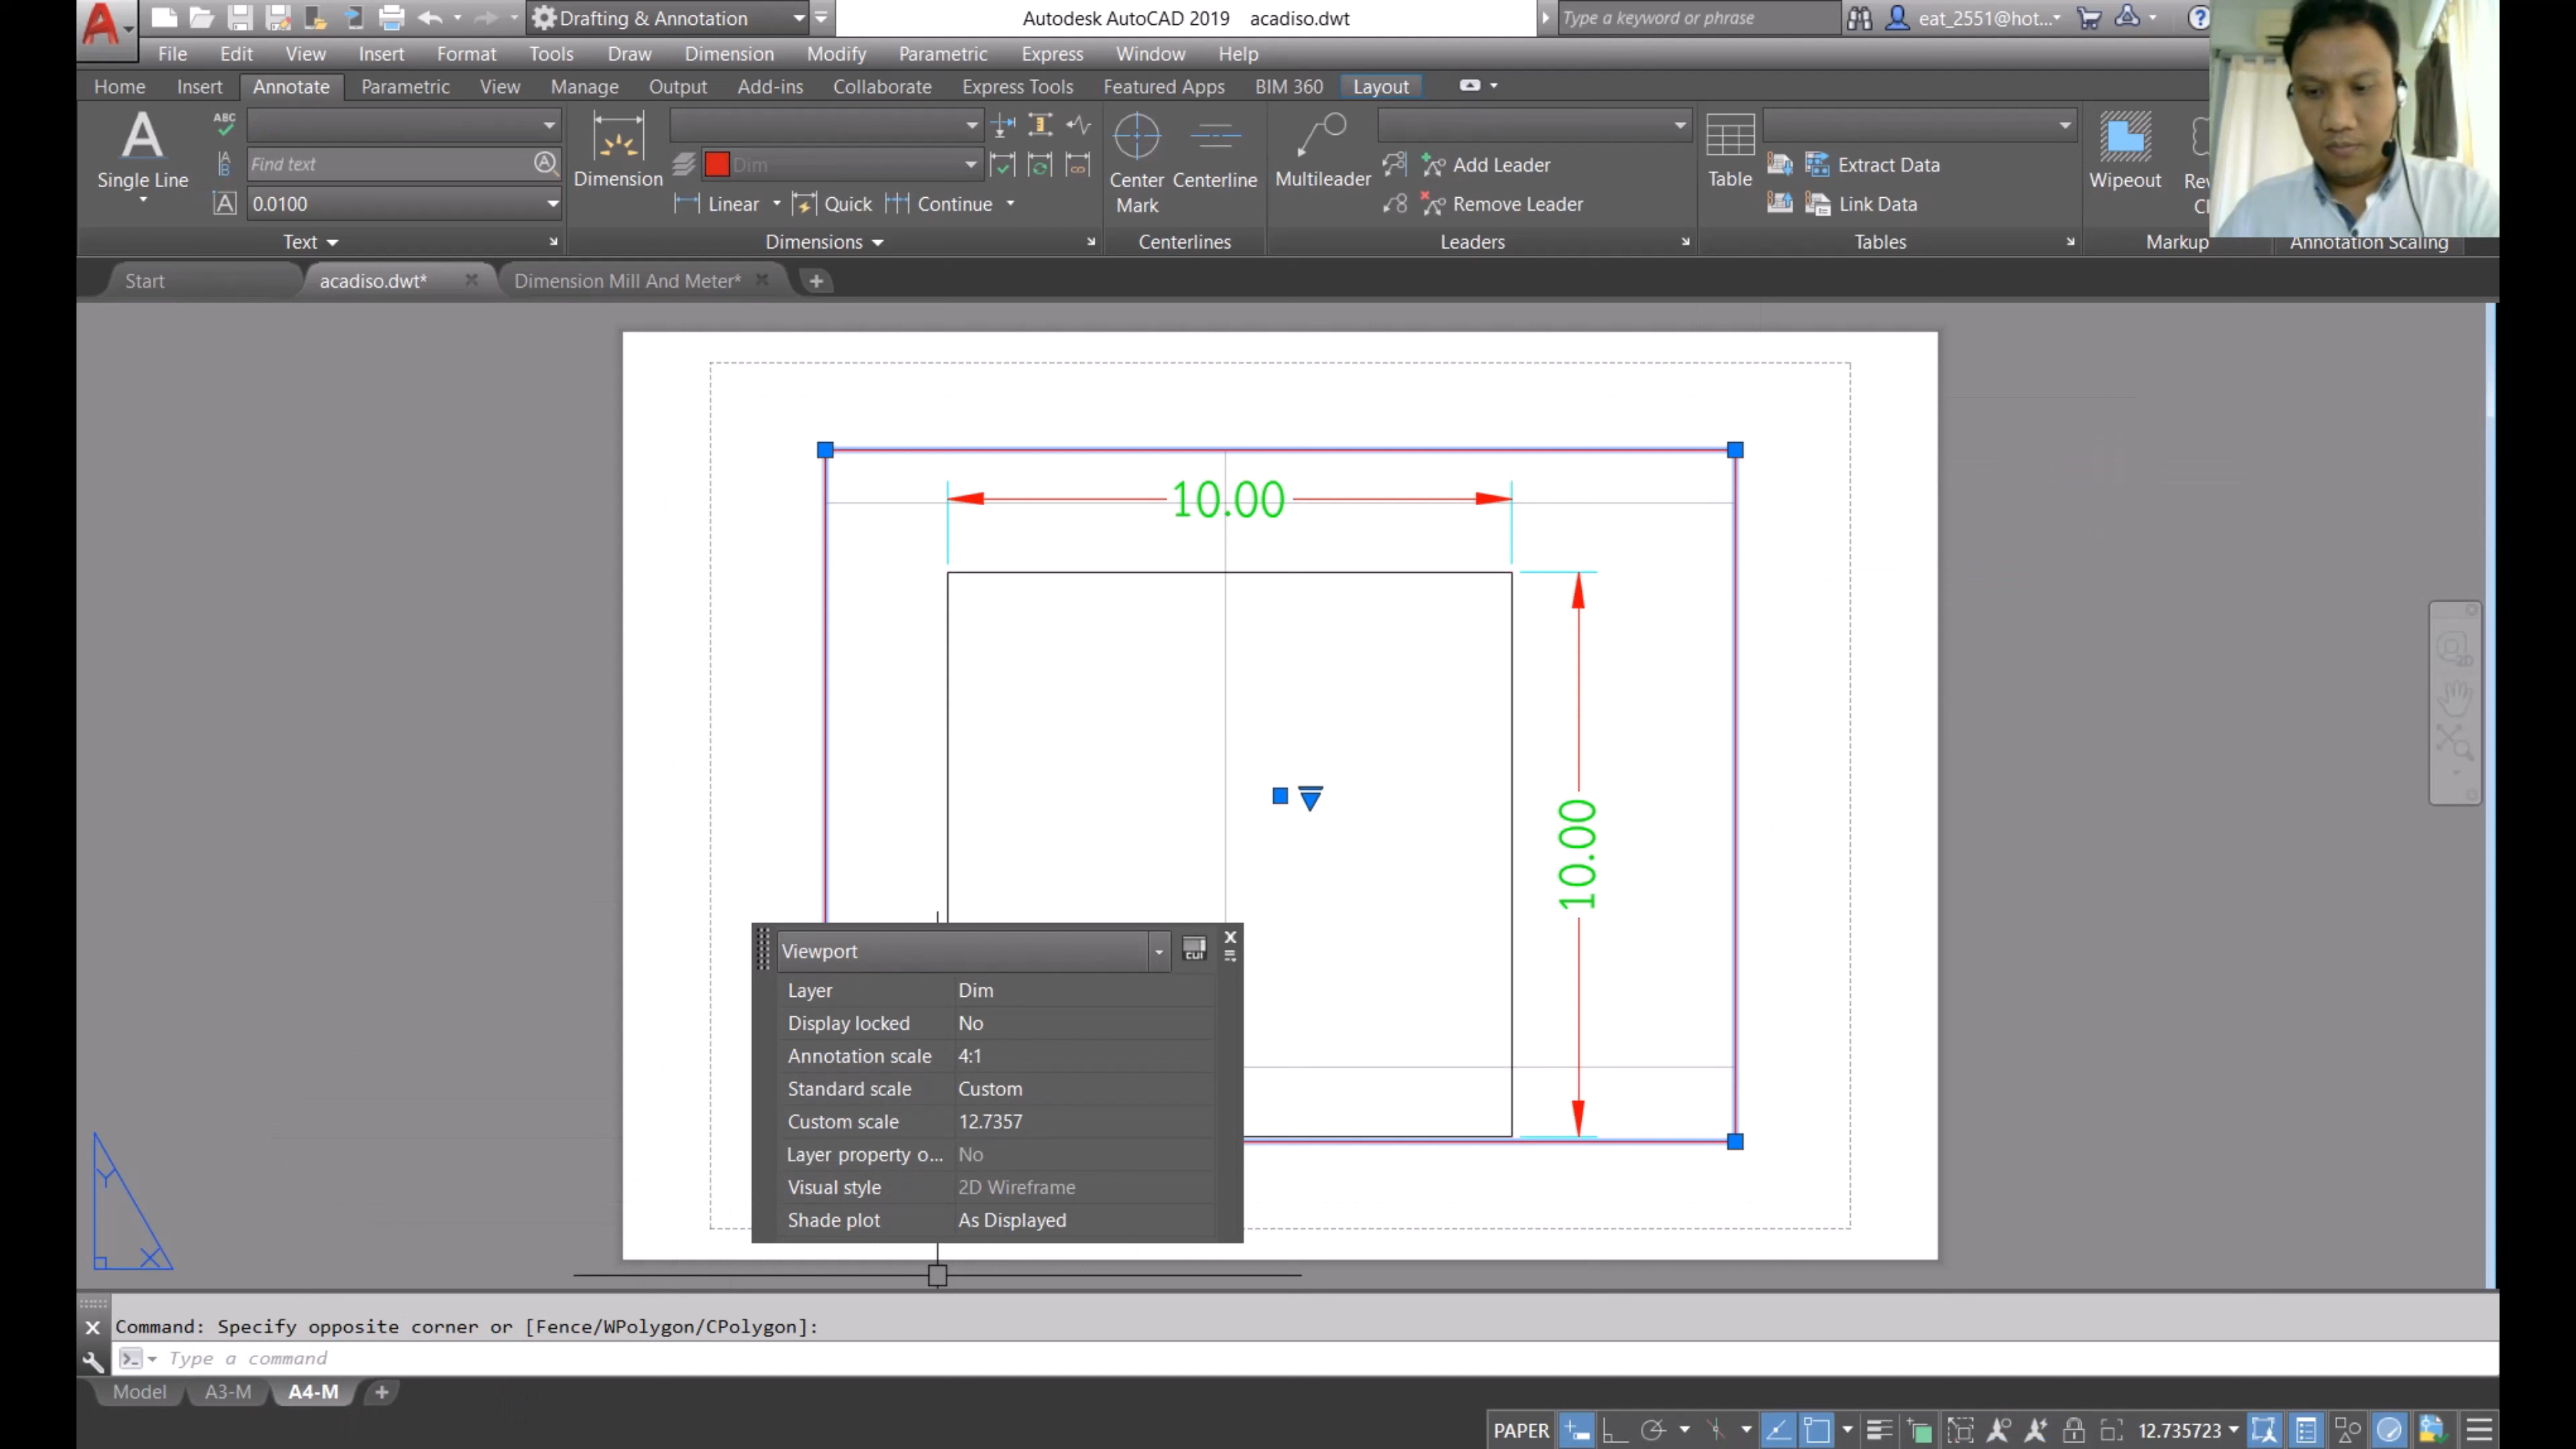 Drafting & Annotation
Autodesk AutoCAD 2019 acadiso.dwt
Type a keyword or phrase
eat_2551@hot...
File Edit View Insert Format Tools Draw Dimension Modify Parametric Express Window Help
Home Insert Annotate Parametric View Manage Output Add-ins Collaborate Express Tools Featured Apps BIM 360 Layout
ABC
Single Line
Find text
0.0100
Text
Dimension
Dim
Linear Quick Continue
Dimensions
Center Mark
Centerline
Centerlines
Multileader
Add Leader
Remove Leader
Leaders
Table
Extract Data
Link Data
Tables
Wipeout
Markup
Annotation Scaling
Start acadiso.dwt* Dimension Mill And Meter*
10.00
10.00
Viewport
CUI
Layer Dim
Display locked No
Annotation scale 4:1
Standard scale Custom
Custom scale 12.7357
Layer property o... No
Visual style 2D Wireframe
Shade plot As Displayed
Y
X
Command: Specify opposite corner or [Fence/WPolygon/CPolygon]:
Type a command
Model A3-M A4-M
PAPER
12.735723